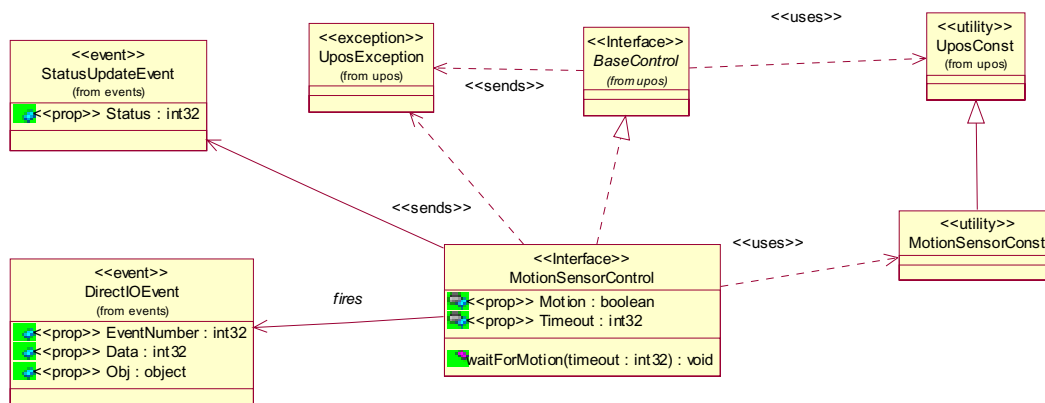 <<uses>>
<<event>>
StatusUpdateEvent
(from events)
<<prop>> Status : int32
<<exception>>
UposException
(from upos)
<<sends>>
<<Interface>>
BaseControl
(from upos)
<<utility>>
UposConst
(from upos)
<<sends>>
<<uses>>
<<utility>>
MotionSensorConst
<<event>>
DirectIOEvent
(from events)
<<prop>> EventNumber : int32
<<prop>> Data : int32
<<prop>> Obj : object
fires
<<Interface>>
MotionSensorControl
<<prop>> Motion : boolean
<<prop>> Timeout : int32
waitForMotion(timeout : int32) : void